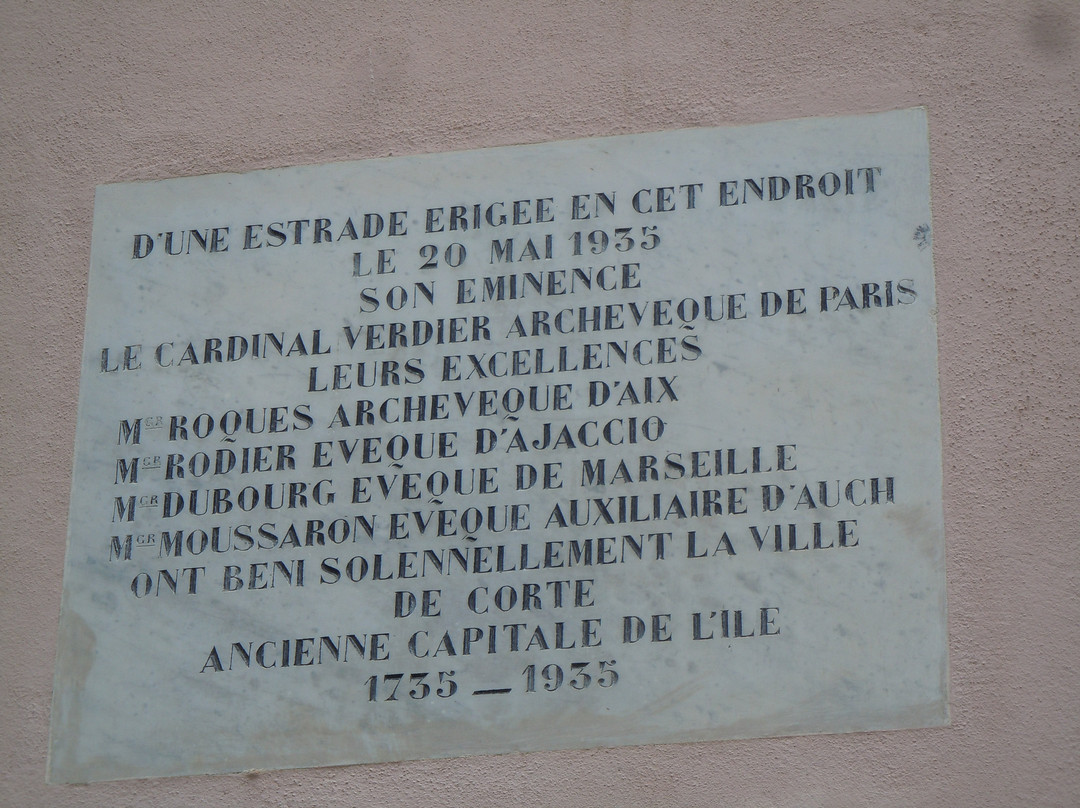 D'UNE ESTRADE ERIGEE EN CET ENDROIT
LE 20 MAI 1935
SON EMINENCE
LE CARDINAL VERDIER ARCHEVEQUE DE PARIS
LEURS EXCELLENCES
MGR ROQUES ARCHEVEQUE D'AIX
MGR RODIER EVEQUE D'AJACCIO
MGR DUBOURG EVEQUE DE MARSEILLE
MGR MOUSSARON EVEQUE AUXILIAIRE D'AUCH
ONT BENI SOLENNELLEMENT LA VILLE
DE CORTE
ANCIENNE CAPITALE DE L'ILE
1735 — 1935